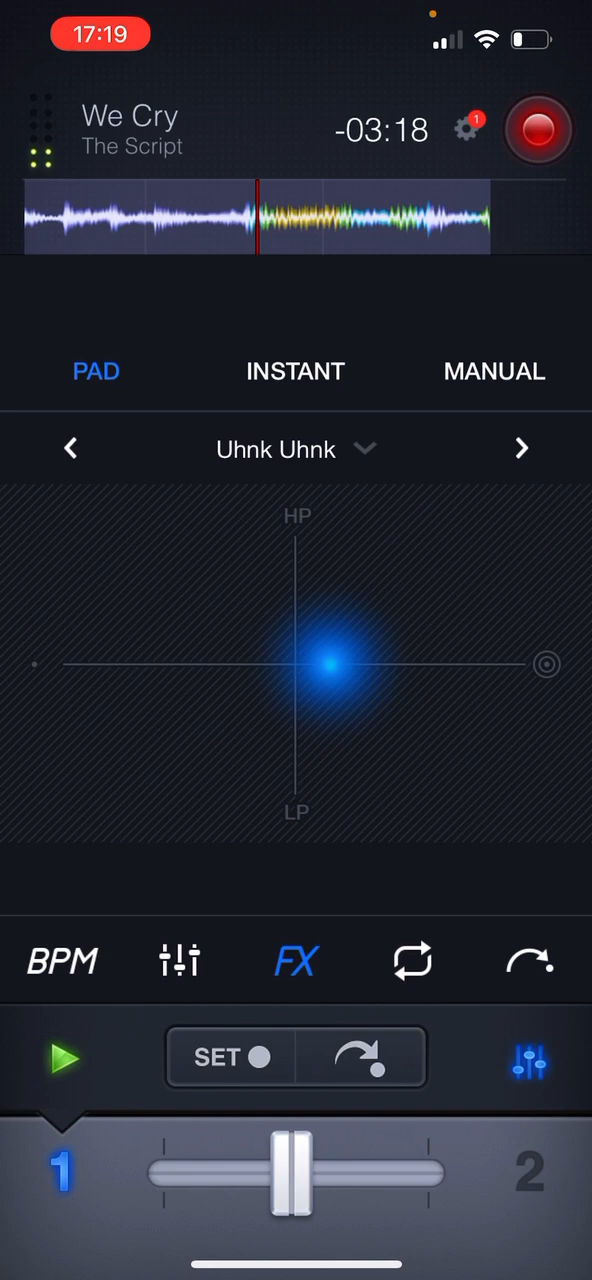 17:19
We Cry
The Script
-03:18
1
PAD INSTANT MANUAL
Uhnk Uhnk
HP
LP
BPM FX
SET
1 2